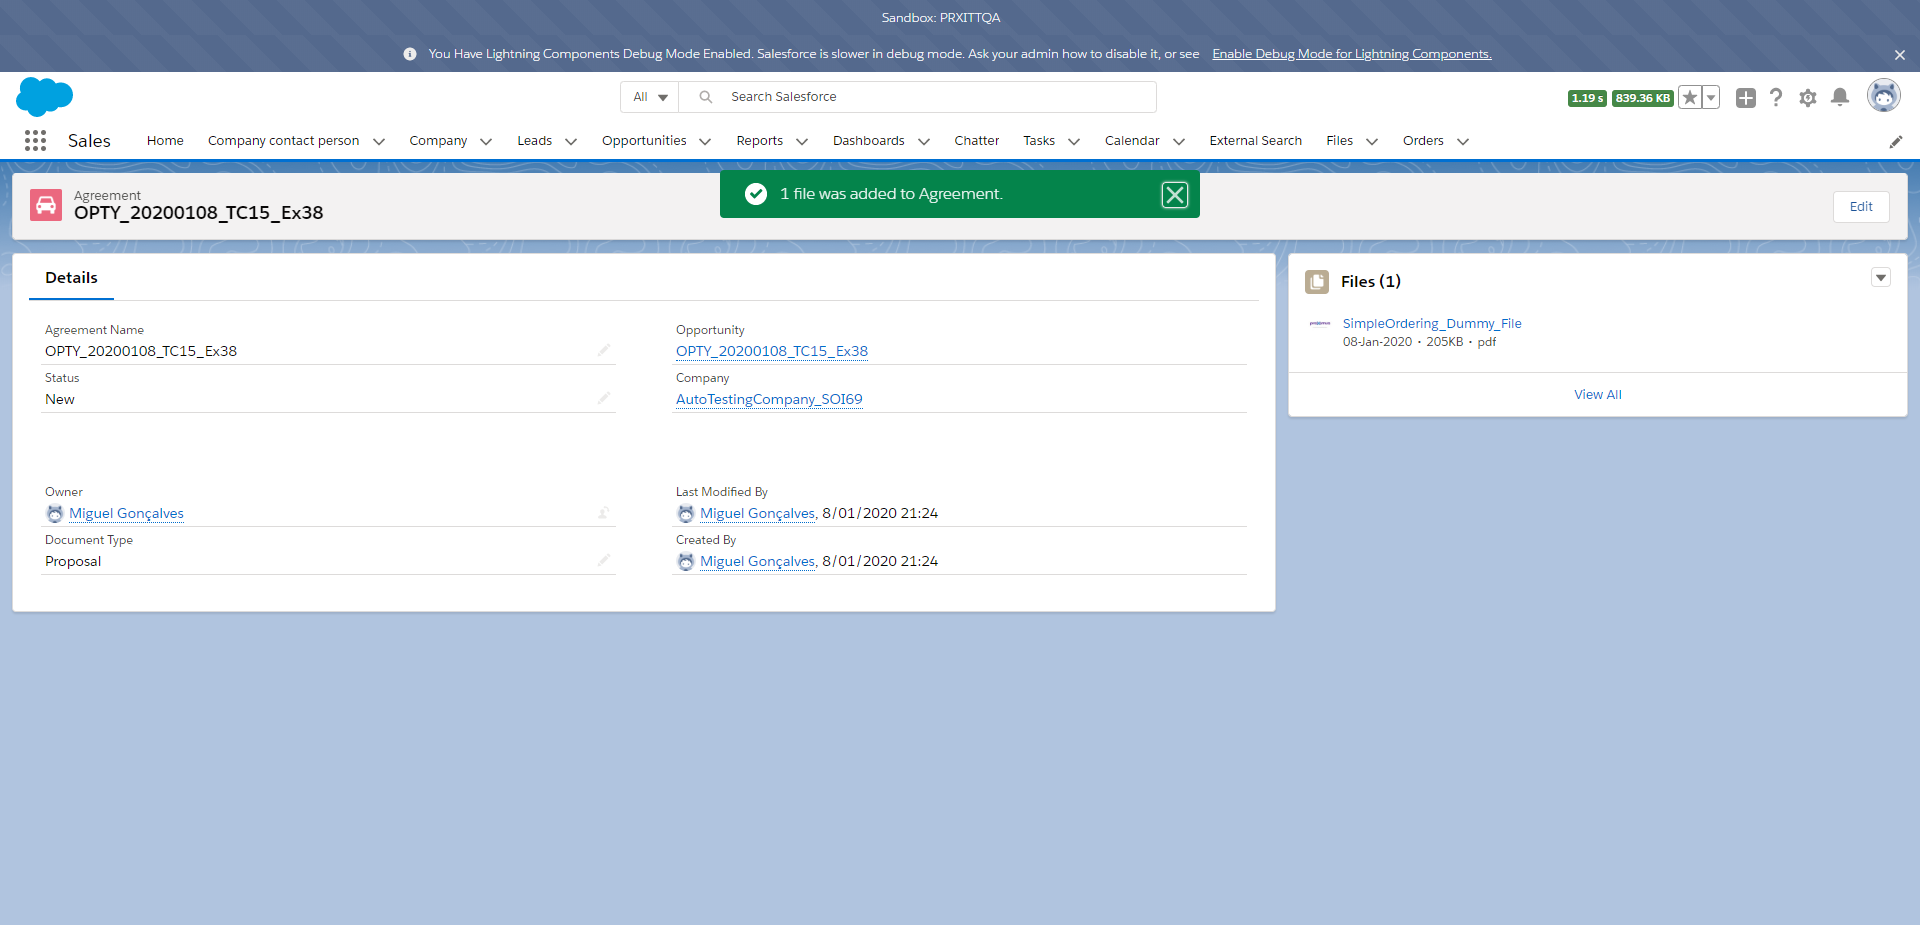 Sandbox: PRXITTQA
You Have Lightning Components Debug Mode Enabled. Salesforce is slower in debug mode. Ask your admin how to disable it, or see Enable Debug Mode for Lightning Components.
All Search Salesforce 1.19 s 839.36 KB
Sales Home Company contact person Company Leads Opportunities Reports Dashboards Chatter Tasks Calendar External Search Files Orders
Agreement
OPTY_20200108_TC15_Ex38
1 file was added to Agreement.
Edit
Details
Agreement Name
OPTY_20200108_TC15_Ex38
Opportunity
OPTY_20200108_TC15_Ex38
Status
New
Company
AutoTestingCompany_SOI69
Owner
Miguel Gonçalves
Last Modified By
Miguel Gonçalves, 8/01/2020 21:24
Document Type
Proposal
Created By
Miguel Gonçalves, 8/01/2020 21:24
Files (1)
SimpleOrdering_Dummy_File
08-Jan-2020 • 205KB • pdf
View All